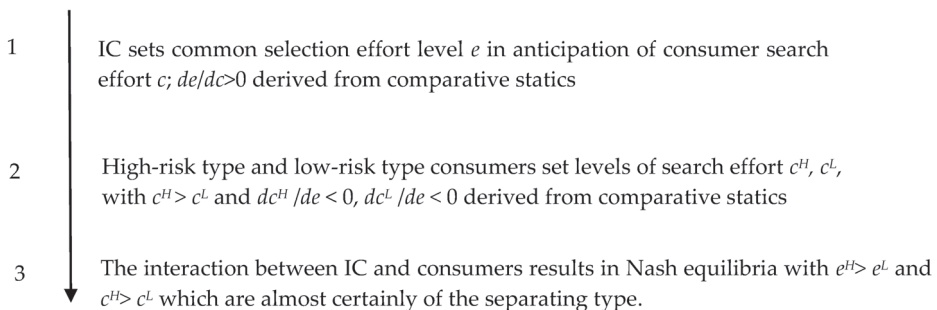 1 IC sets common selection effort level e in anticipation of consumer search
effort c; de/dc>0 derived from comparative statics
2 High-risk type and low-risk type consumers set levels of search effort cᴴ, cᴸ,
with cᴴ > cᴸ and dcᴴ /de < 0, dcᴸ /de < 0 derived from comparative statics
3 The interaction between IC and consumers results in Nash equilibria with eᴴ> eᴸ and
cᴴ> cᴸ which are almost certainly of the separating type.